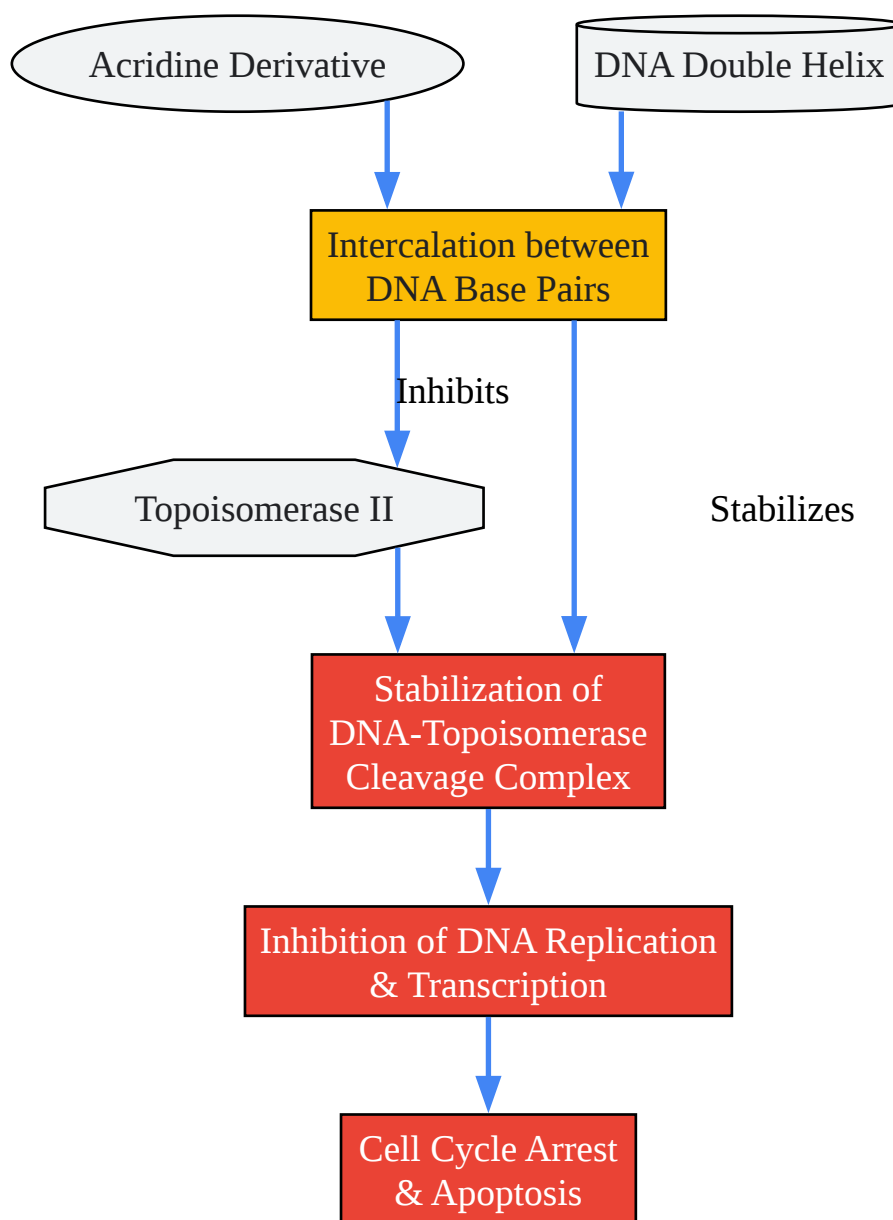 Acridine Derivative
DNA Double Helix
Intercalation between
DNA Base Pairs
Inhibits
Topoisomerase II
Stabilizes
Stabilization of
DNA-Topoisomerase
Cleavage Complex
Inhibition of DNA Replication
& Transcription
Cell Cycle Arrest
& Apoptosis